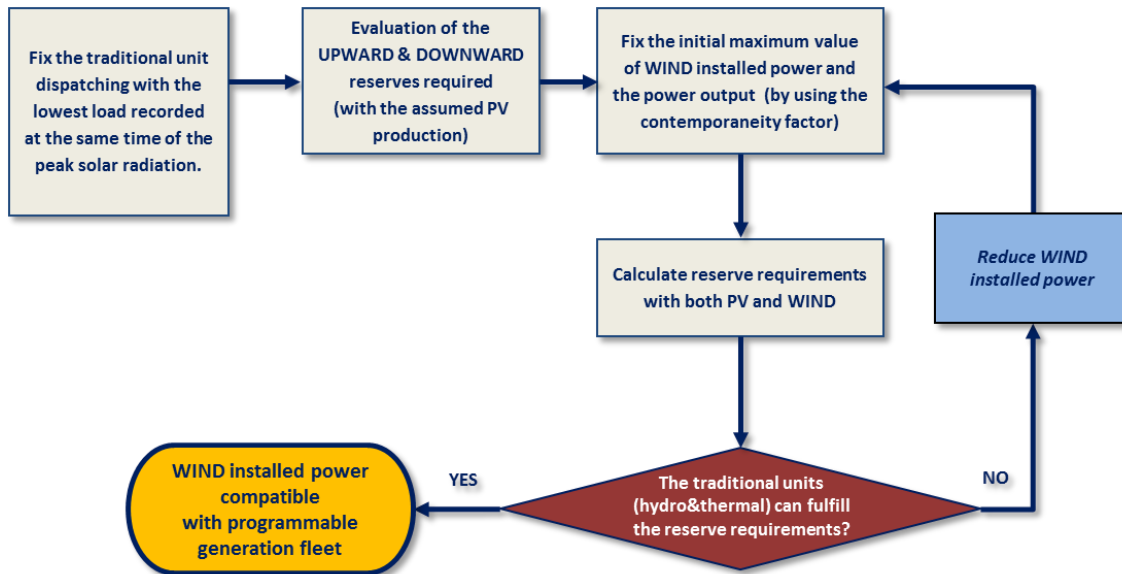 Fix the traditional unit
dispatching with the
lowest load recorded
at the same time of the
peak solar radiation.
Evaluation of the
UPWARD & DOWNWARD
reserves required
(with the assumed PV
production)
Fix the initial maximum value
of WIND installed power and
the power output (by using the
contemporaneity factor)
Calculate reserve requirements
with both PV and WIND
Reduce WIND
installed power
The traditional units
(hydro&thermal) can fulfill
the reserve requirements?
YES
NO
WIND installed power
compatible
with programmable
generation fleet